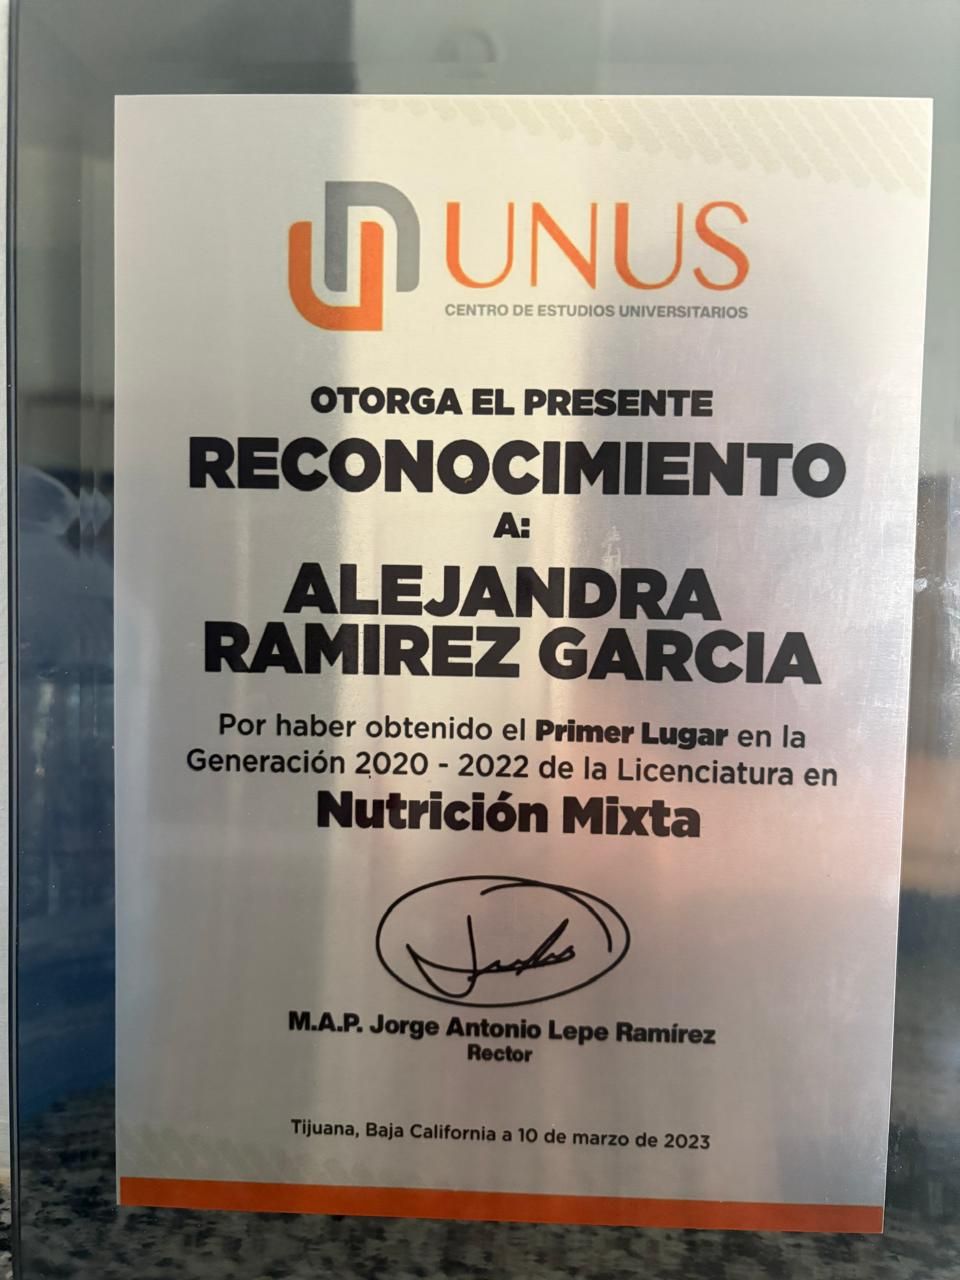 UNUS
CENTRO DE ESTUDIOS UNIVERSITARIOS
OTORGA EL PRESENTE
RECONOCIMIENTO
A:
ALEJANDRA
RAMIREZ GARCIA
Por haber obtenido el Primer Lugar en la
Generación 2020 - 2022 de la Licenciatura en
Nutrición Mixta
M.A.P. Jorge Antonio Lepe Ramírez
Rector
Tijuana, Baja California a 10 de marzo de 2023